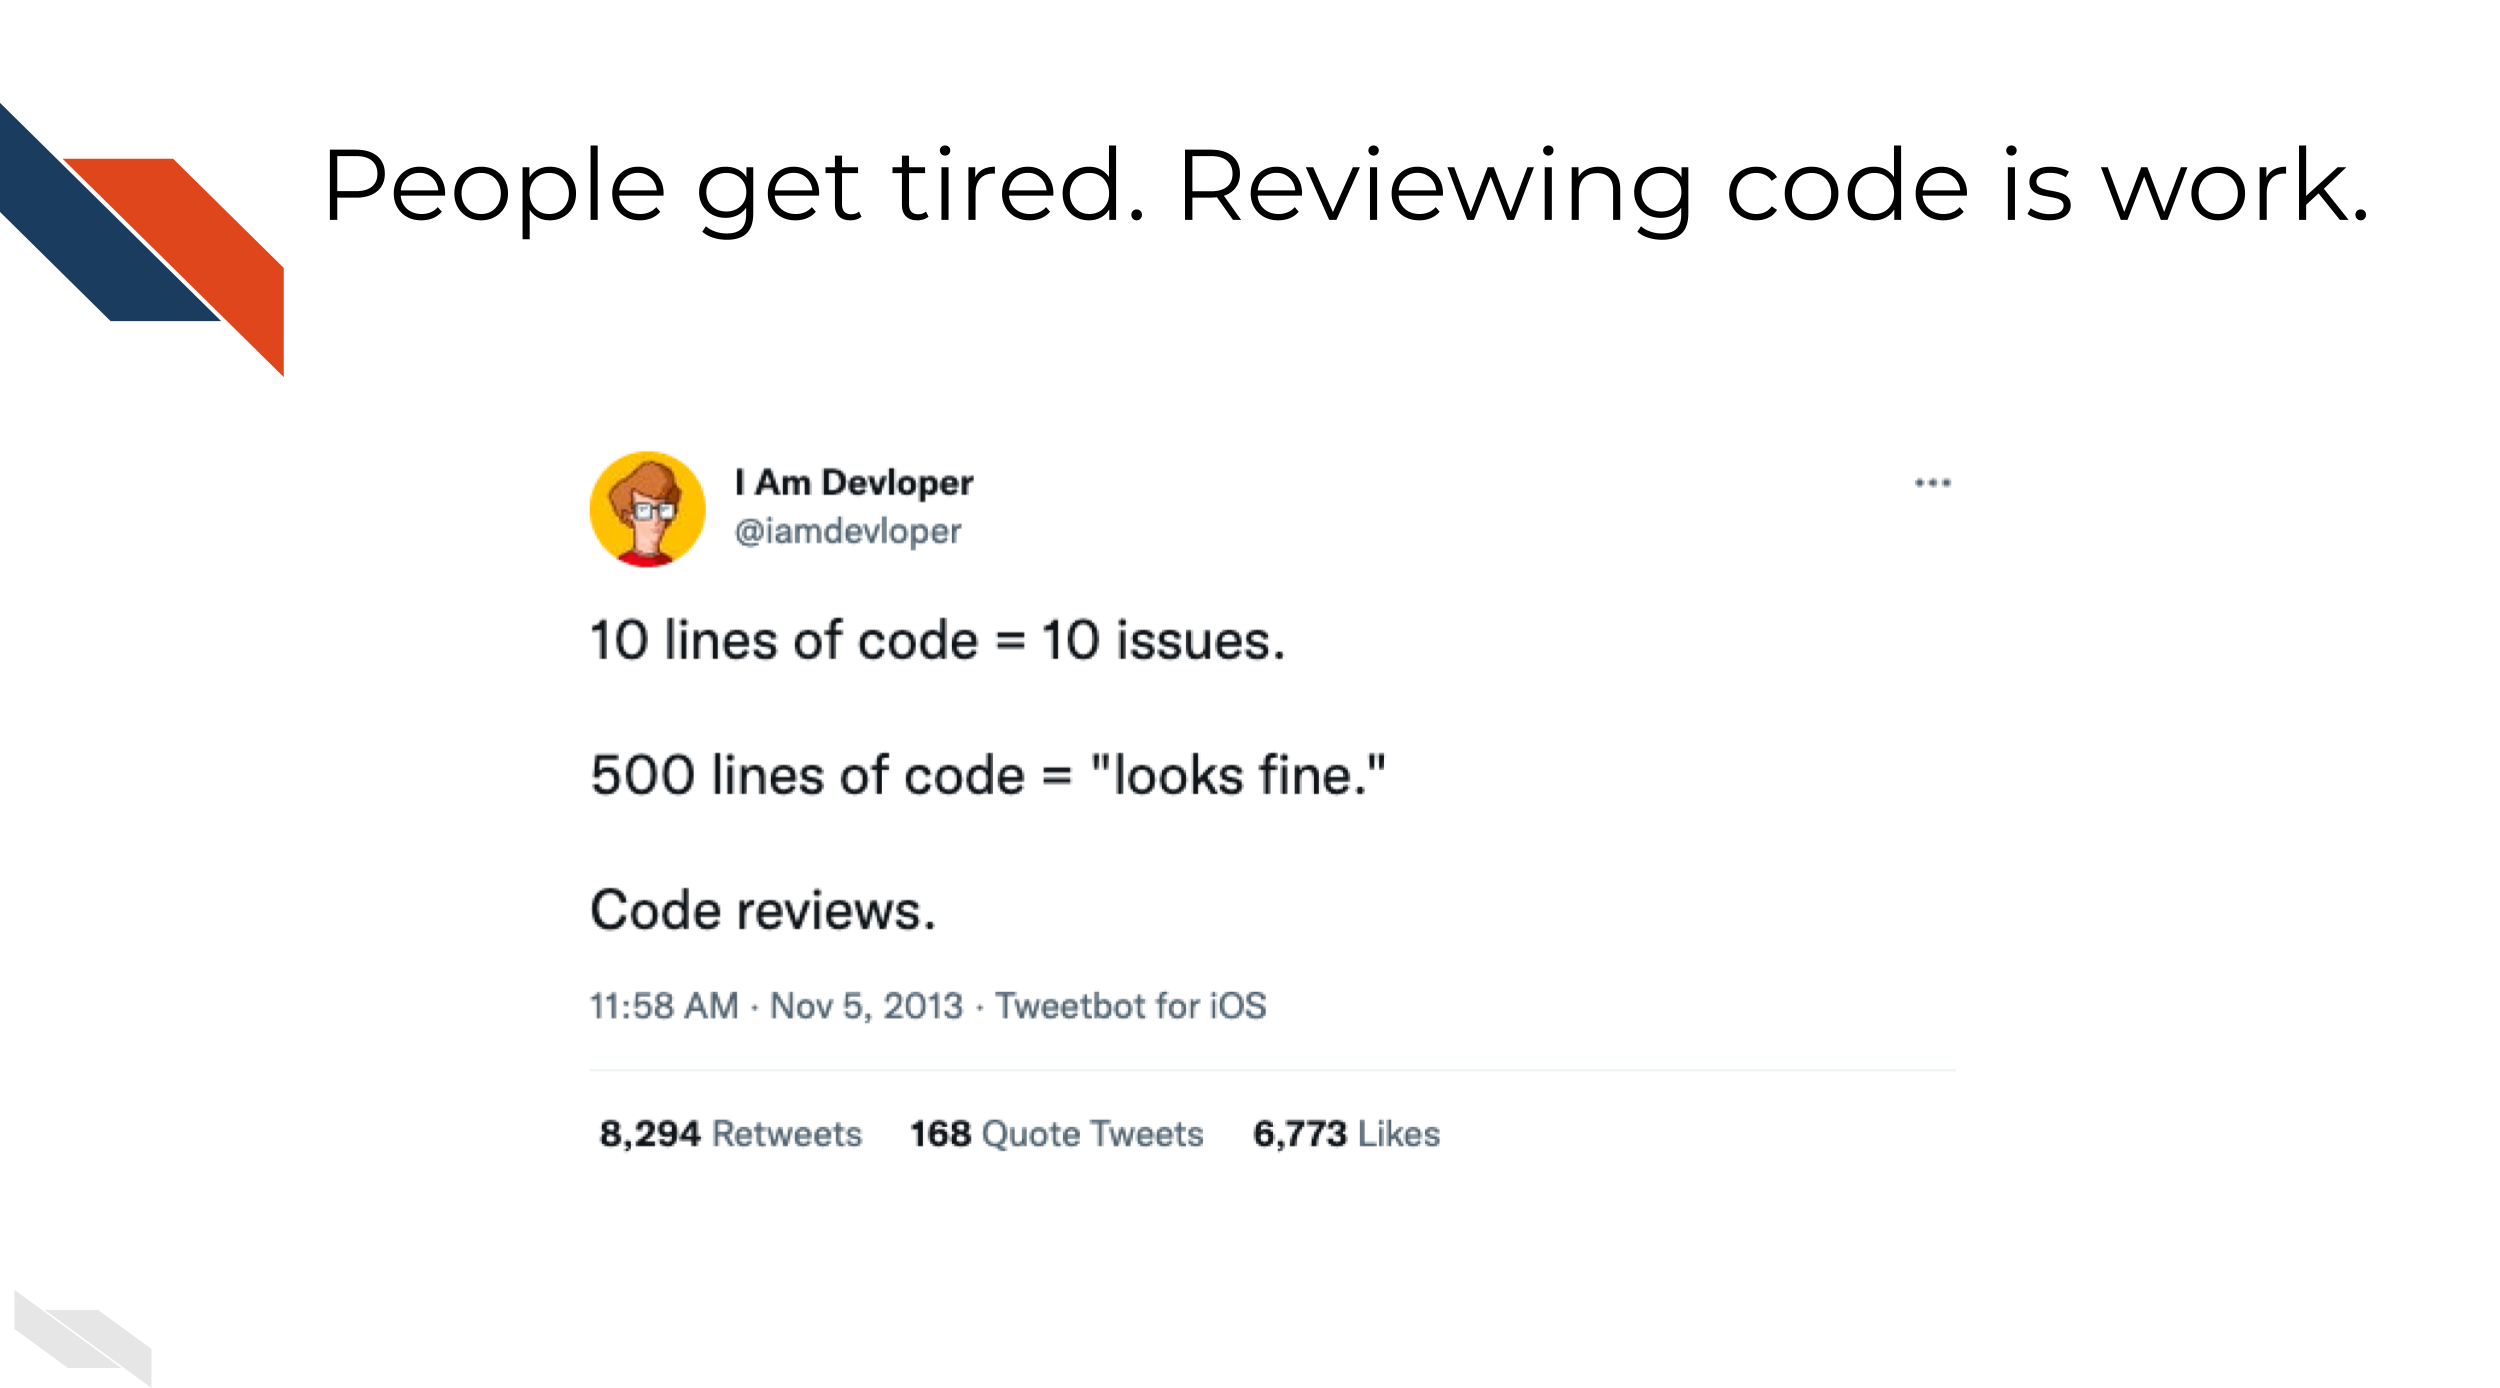 People get tired. Reviewing code is work.
I Am Devloper
@iamdevloper
10 lines of code = 10 issues.
500 lines of code = "looks fine."
Code reviews.
11:58 AM · Nov 5, 2013 · Tweetbot for iOS
8,294 Retweets 168 Quote Tweets 6,773 Likes